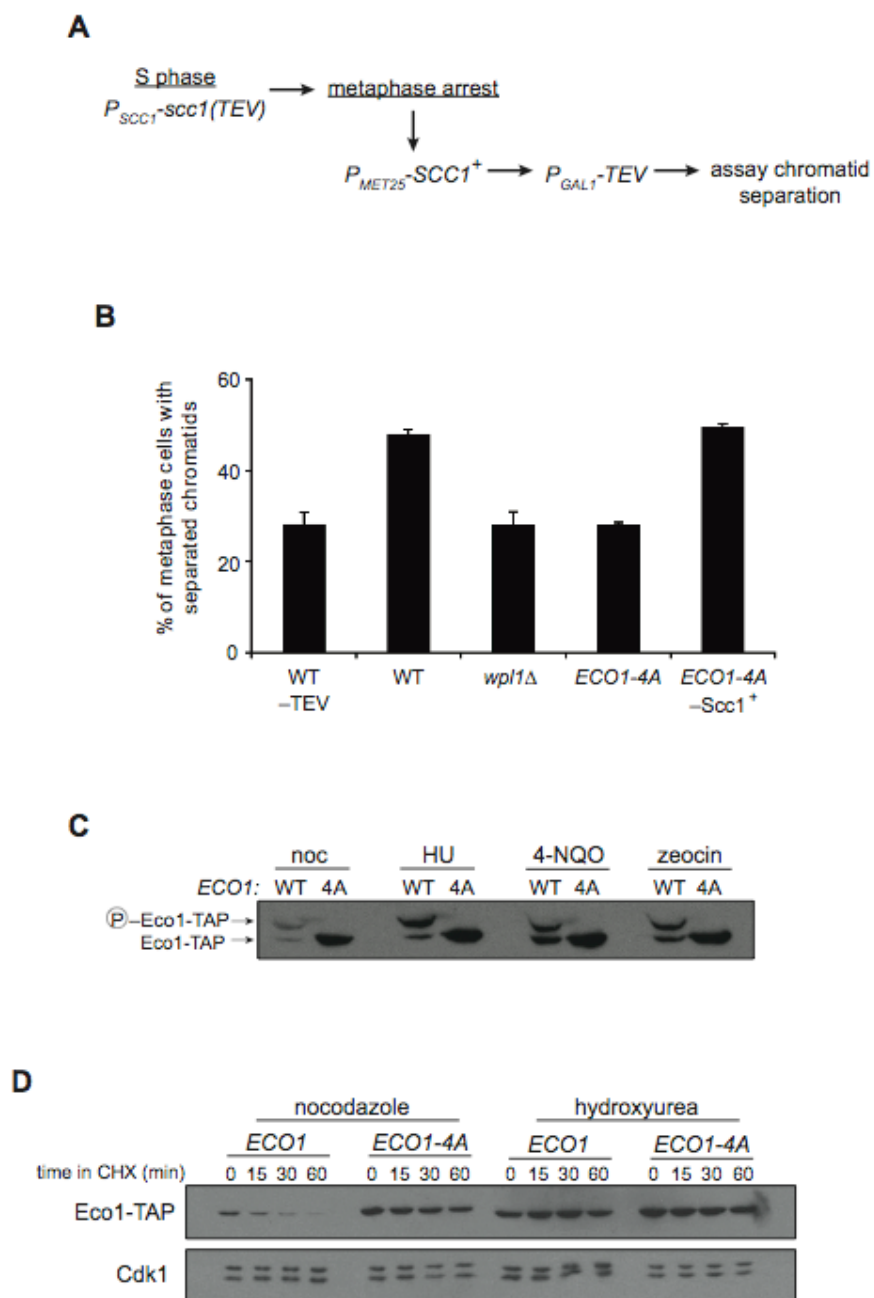 A
S phase
P_SCC1-scc1(TEV)
metaphase arrest
P_MET25-SCC1⁺
P_GAL1-TEV
assay chromatid
separation
B
% of metaphase cells with
separated chromatids
60
40
20
0
WT
–TEV
WT
wpl1Δ
ECO1-4A
ECO1-4A
–Scc1⁺
C
noc HU 4-NQO zeocin
ECO1: WT 4A WT 4A WT 4A WT 4A
Ⓟ–Eco1-TAP
Eco1-TAP
D
nocodazole hydroxyurea
ECO1 ECO1-4A ECO1 ECO1-4A
time in CHX (min) 0 15 30 60 0 15 30 60 0 15 30 60 0 15 30 60
Eco1-TAP
Cdk1